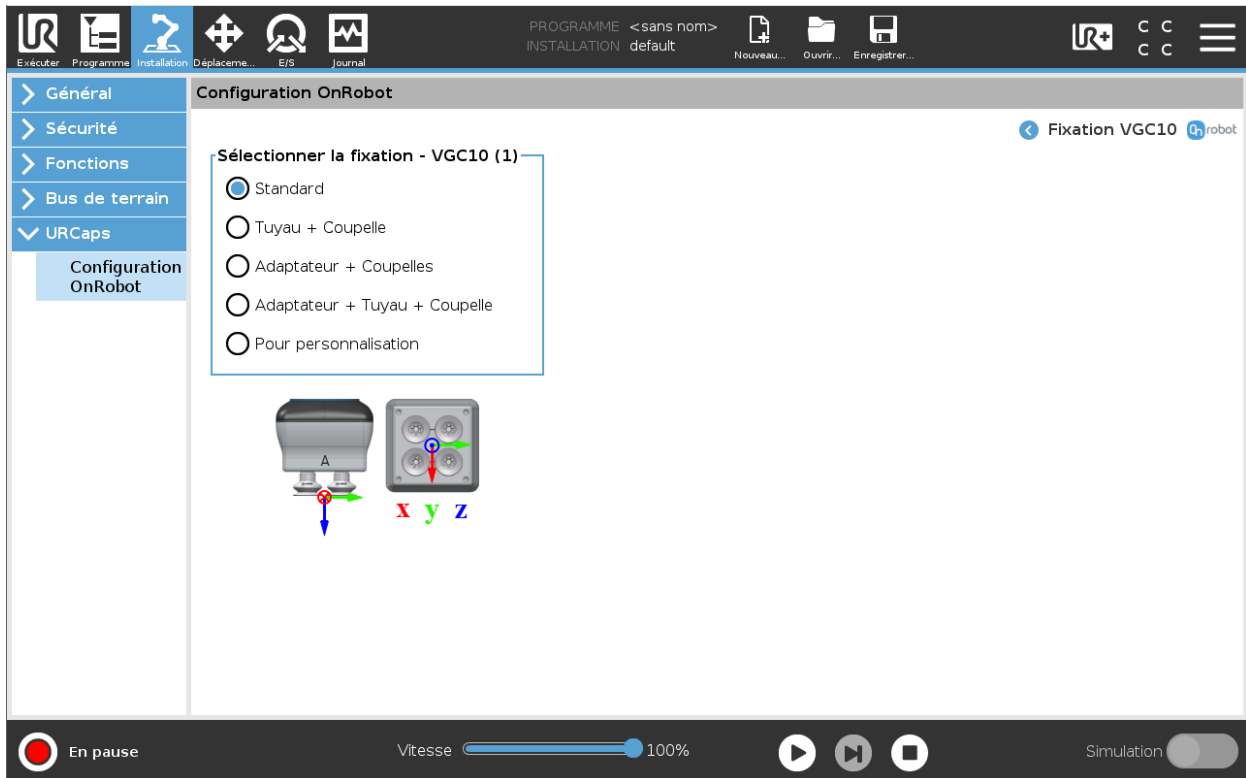 PROGRAMME <sans nom>
INSTALLATION default
Exécuter
Programme
Installation
Déplaceme...
E/S
Journal
Nouveau...
Ouvrir...
Enregistrer...
UR+
C C
C C
Général
Sécurité
Fonctions
Bus de terrain
URCaps
Configuration
OnRobot
Configuration OnRobot
Fixation VGC10
On robot
Sélectionner la fixation - VGC10 (1)
Standard
Tuyau + Coupelle
Adaptateur + Coupelles
Adaptateur + Tuyau + Coupelle
Pour personnalisation
A
x y z
En pause
Vitesse
100%
Simulation